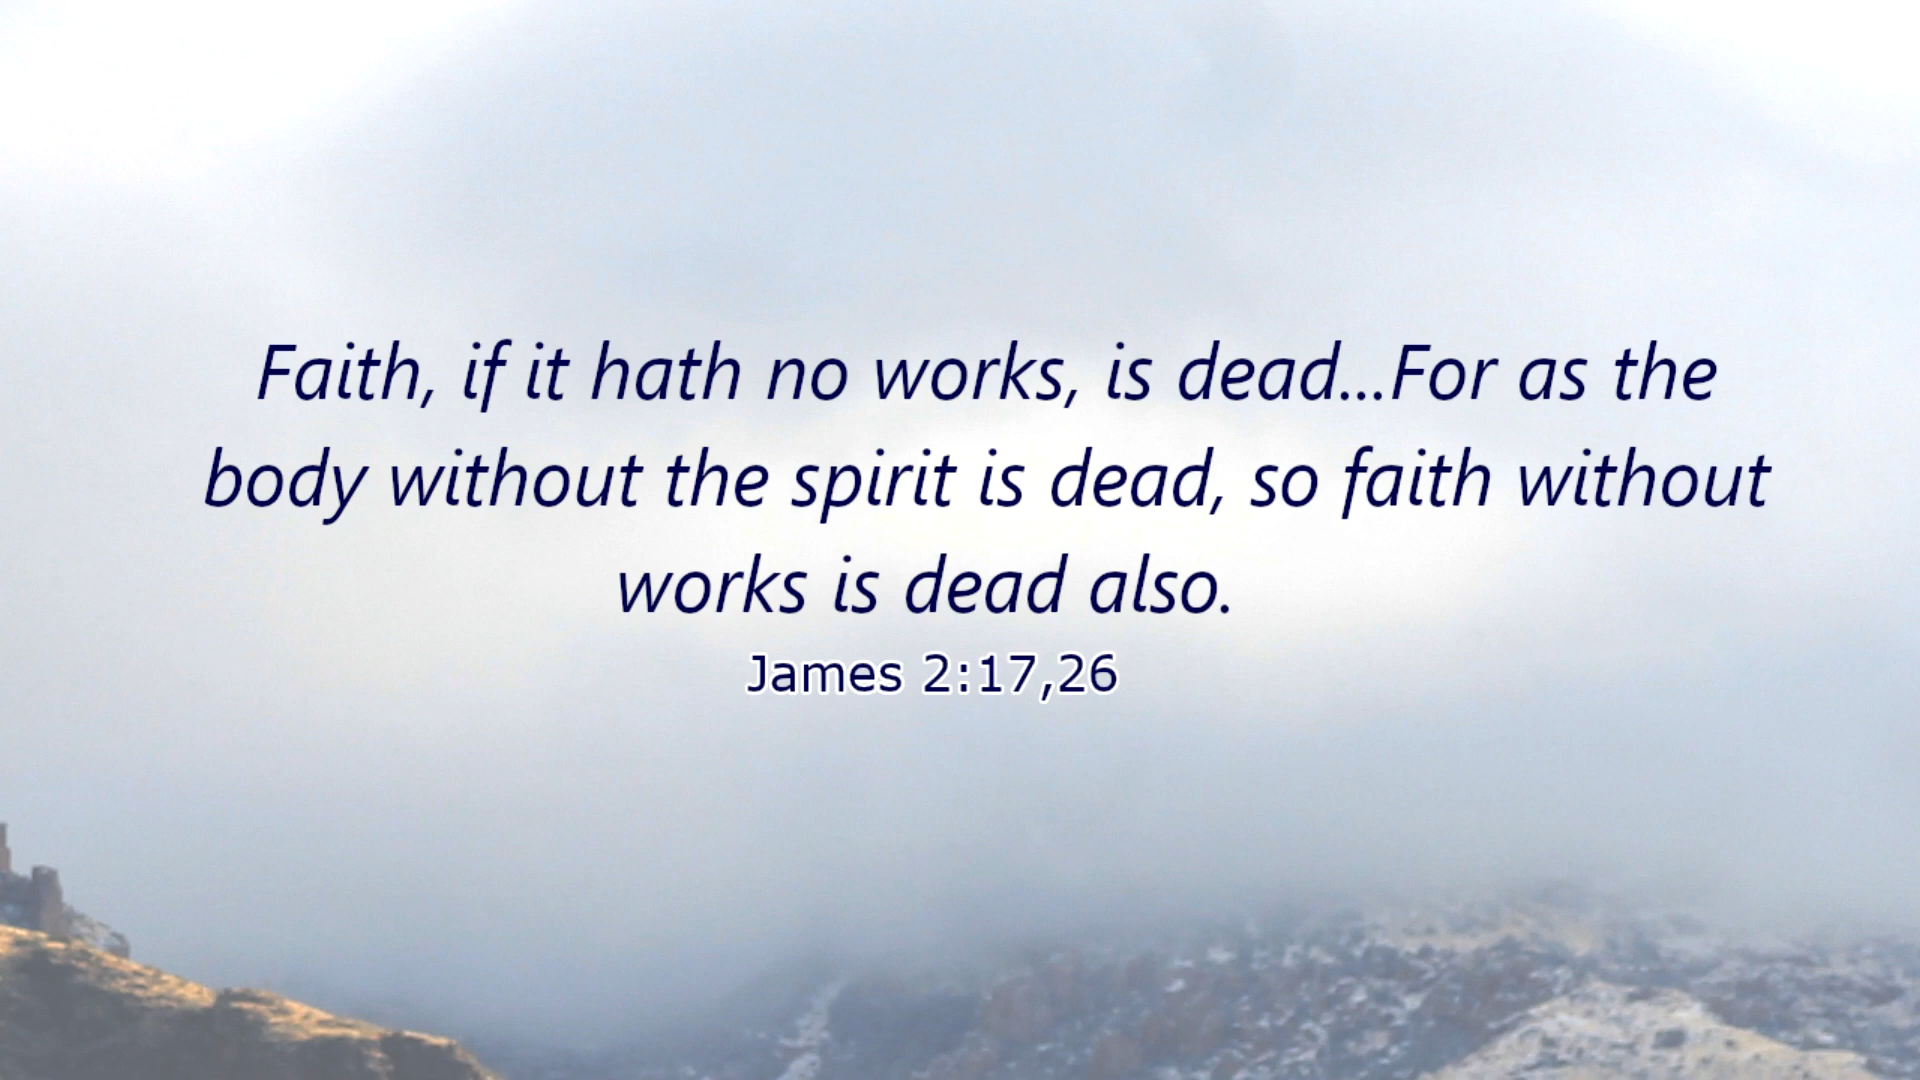 Faith, if it hath no works, is dead...For as the
body without the spirit is dead, so faith without
works is dead also.
James 2:17,26